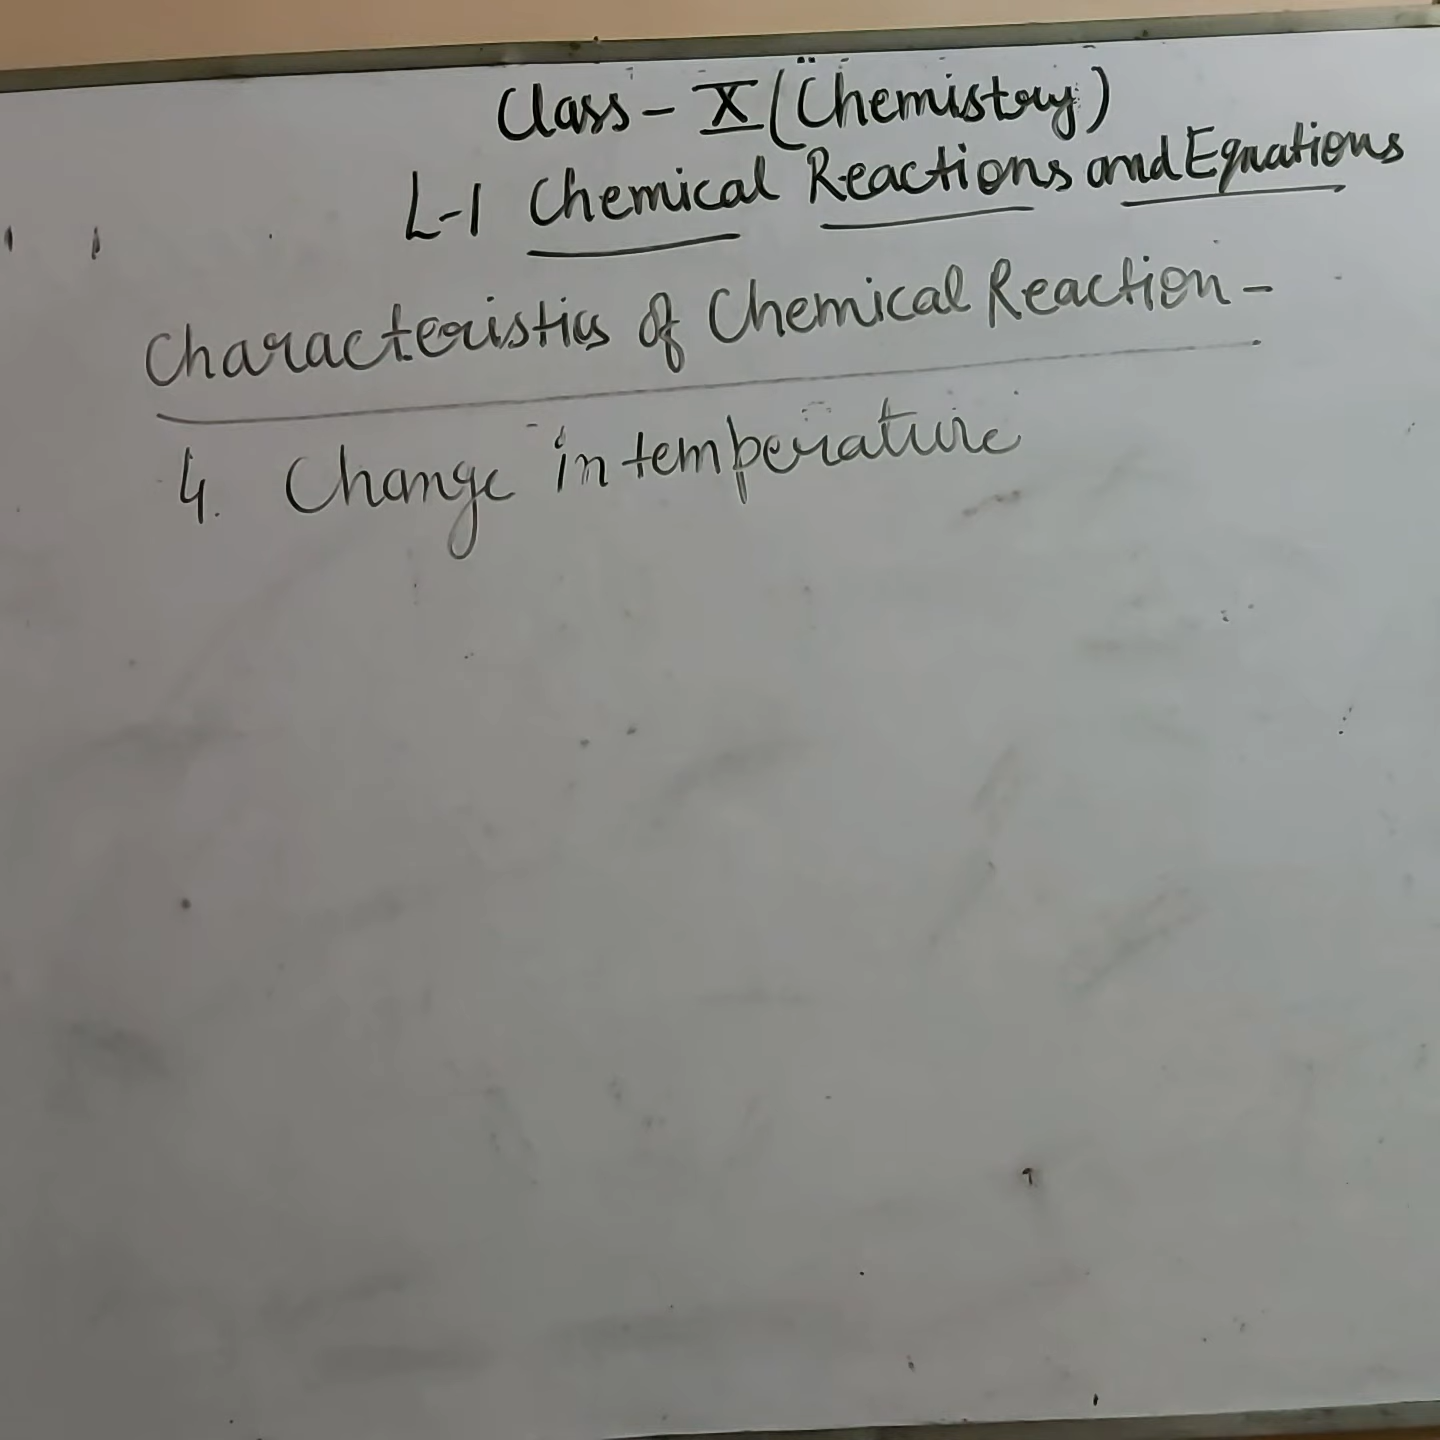 Class - X (Chemistry)
L-1 Chemical Reactions and Equations
Characteristics of Chemical Reaction -
4. Change in temperature